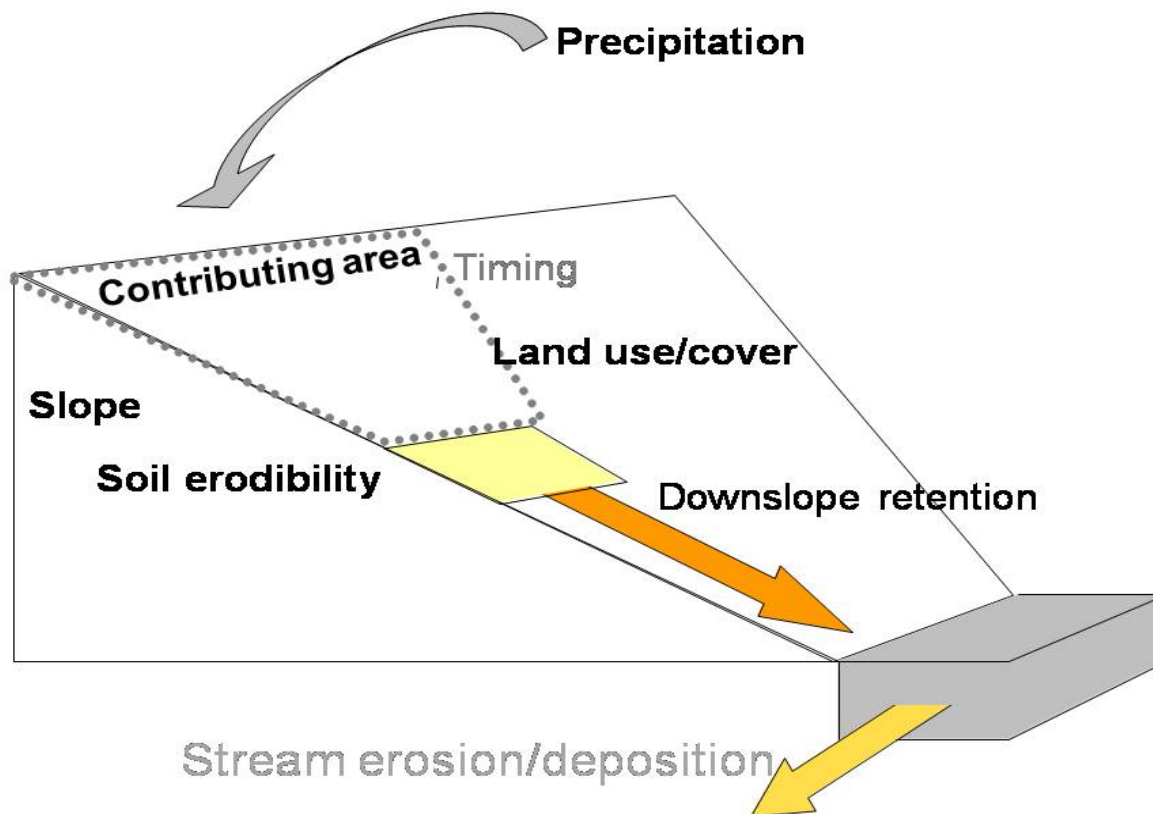 Precipitation
Contributing area
Timing
Land use/cover
Slope
Soil erodibility
Downslope retention
Stream erosion/deposition